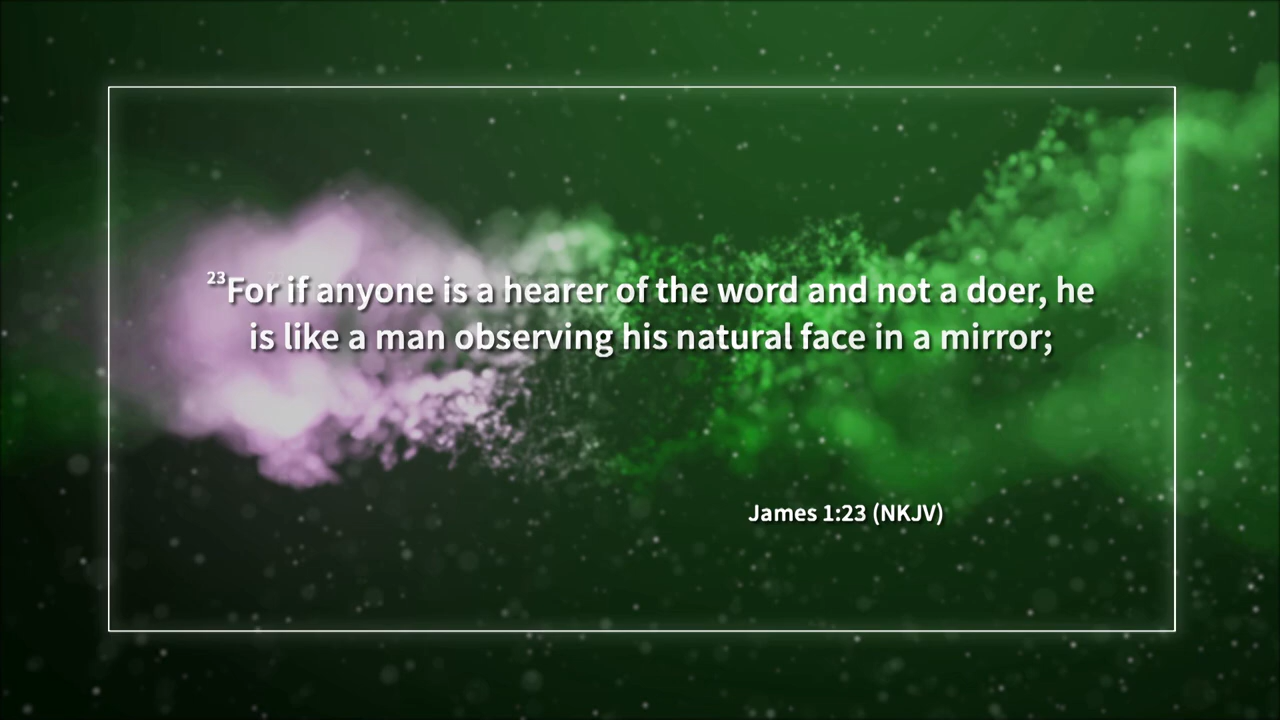 23For if anyone is a hearer of the word and not a doer, he
is like a man observing his natural face in a mirror;
James 1:23 (NKJV)